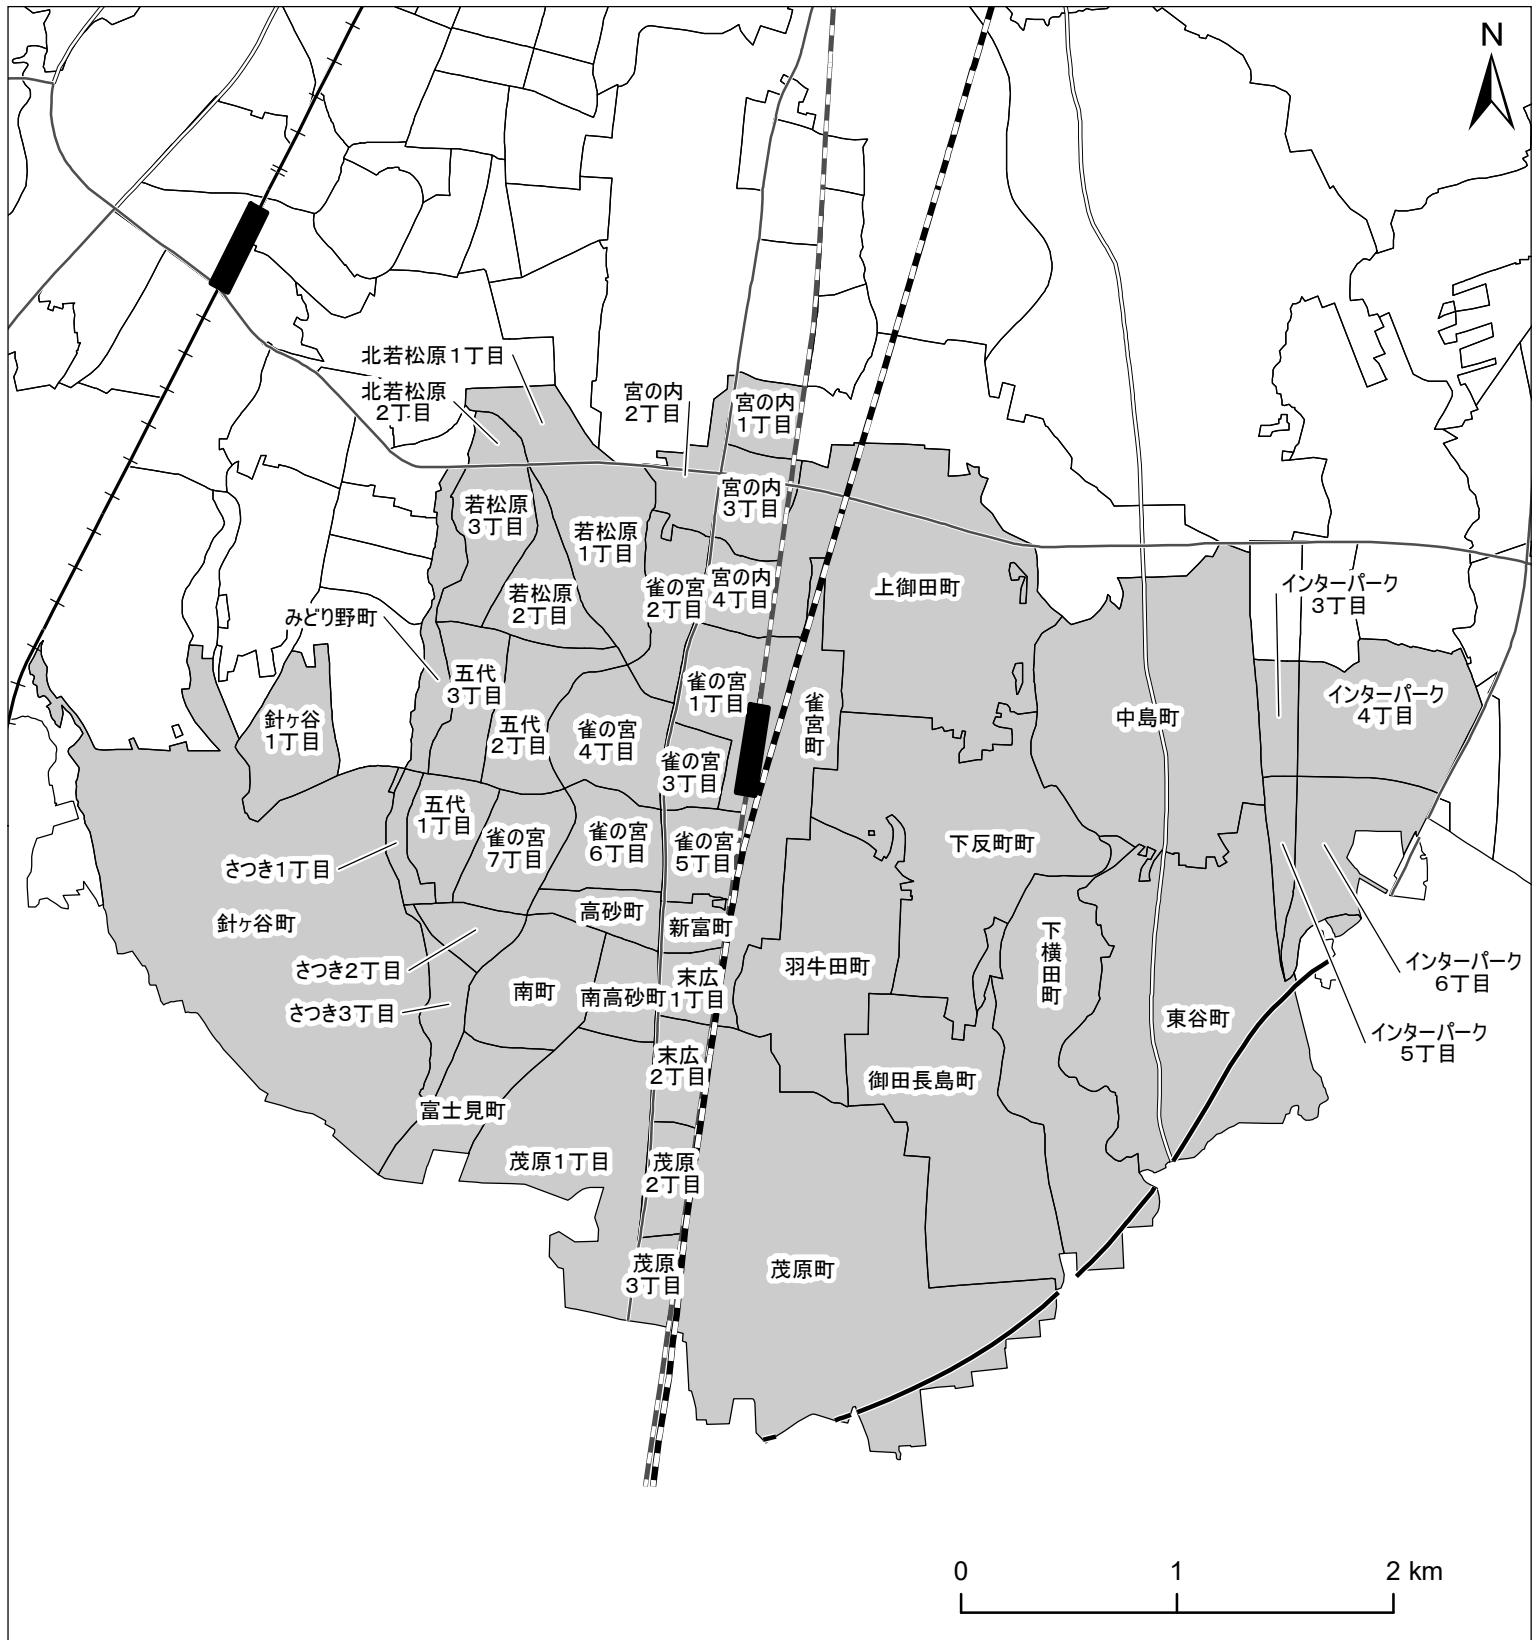 N
北若松原1丁目
北若松原
2丁目
宮の内
2丁目
宮の内
1丁目
宮の内
3丁目
若松原
3丁目
若松原
1丁目
若松原
2丁目
雀の宮
2丁目
宮の内
4丁目
上御田町
インターパーク
3丁目
みどり野町
五代
3丁目
雀の宮
1丁目
雀宮町
中島町
インターパーク
4丁目
針ヶ谷
1丁目
五代
2丁目
雀の宮
4丁目
雀の宮
3丁目
五代
1丁目
雀の宮
7丁目
雀の宮
6丁目
雀の宮
5丁目
下反町町
さつき1丁目
針ヶ谷町
高砂町
新富町
下横田町
羽牛田町
さつき2丁目
南町
南高砂町
末広
1丁目
さつき3丁目
東谷町
インターパーク
6丁目
インターパーク
5丁目
末広
2丁目
御田長島町
富士見町
茂原1丁目
茂原
2丁目
茂原
3丁目
茂原町
0 1 2 km